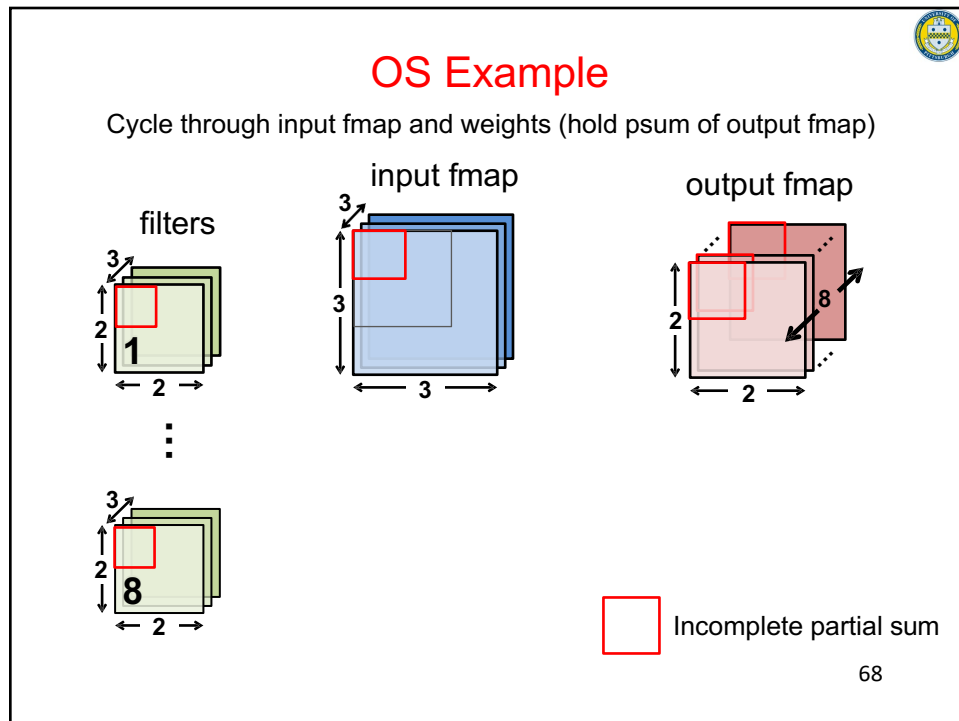 OS Example
Cycle through input fmap and weights (hold psum of output fmap)
filters
3
2
1
2
⋮
3
2
8
2
input fmap
3
3
3
output fmap
2
8
2
Incomplete partial sum
68